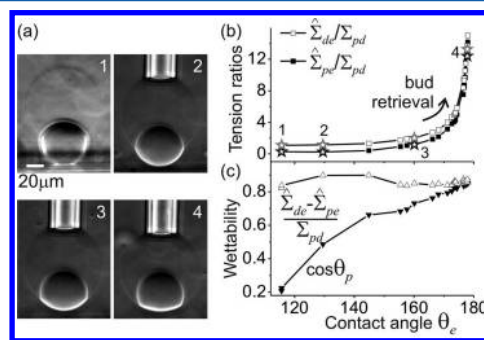 (a)
1
2
20μm
3
4
(b)
Σ̂de/Σpd
Σ̂pe/Σpd
Tension ratios
12
8
4
0
bud
retrieval
1
2
3
4
(c)
Wettability
0.8
0.6
0.4
0.2
Σ̂de-Σ̂pe
Σpd
cosθp
120
140
160
180
Contact angle θe